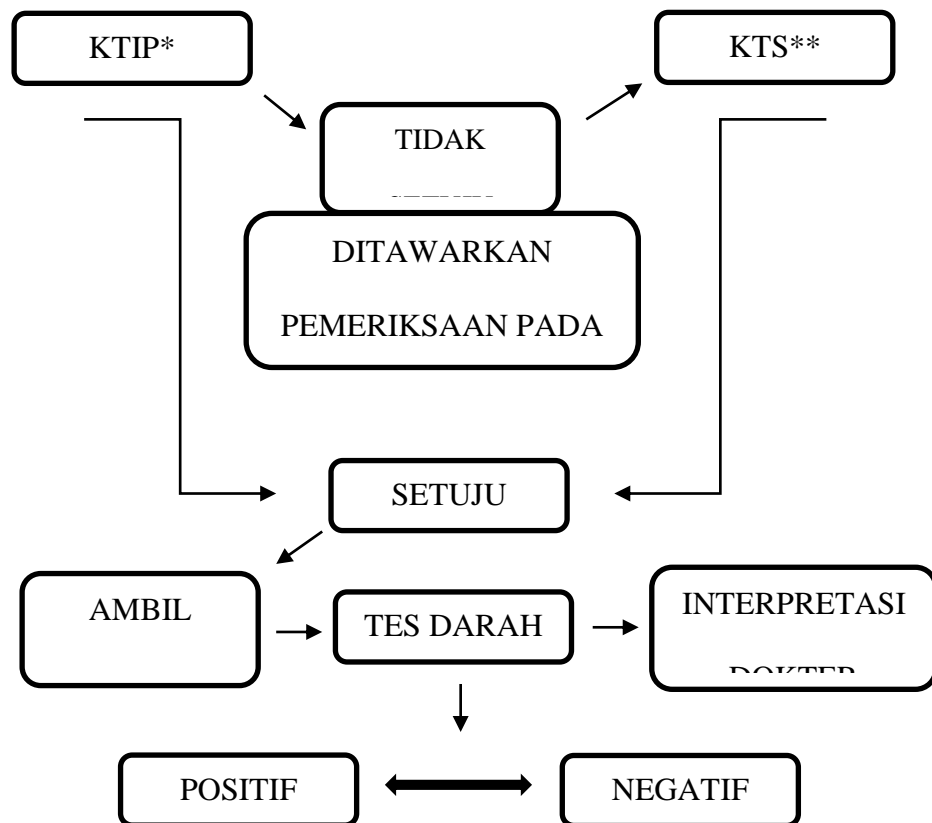 KTIP*
KTS**
TIDAK
DITAWARKAN
PEMERIKSAAN PADA
SETUJU
AMBIL
TES DARAH
INTERPRETASI
POSITIF
NEGATIF